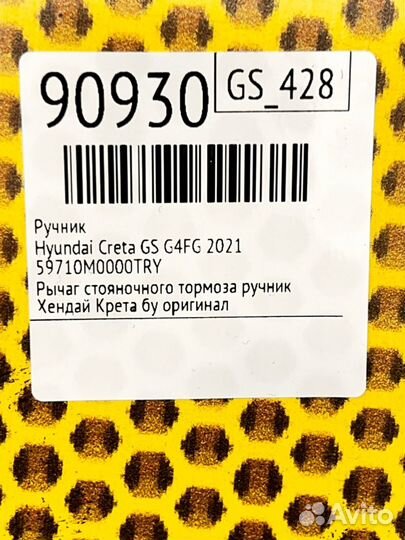 90930
GS_428
Ручник
Hyundai Creta GS G4FG 2021
59710M0000TRY
Рычаг стояночного тормоза ручник
Хендай Крета бу оригинал
Avito